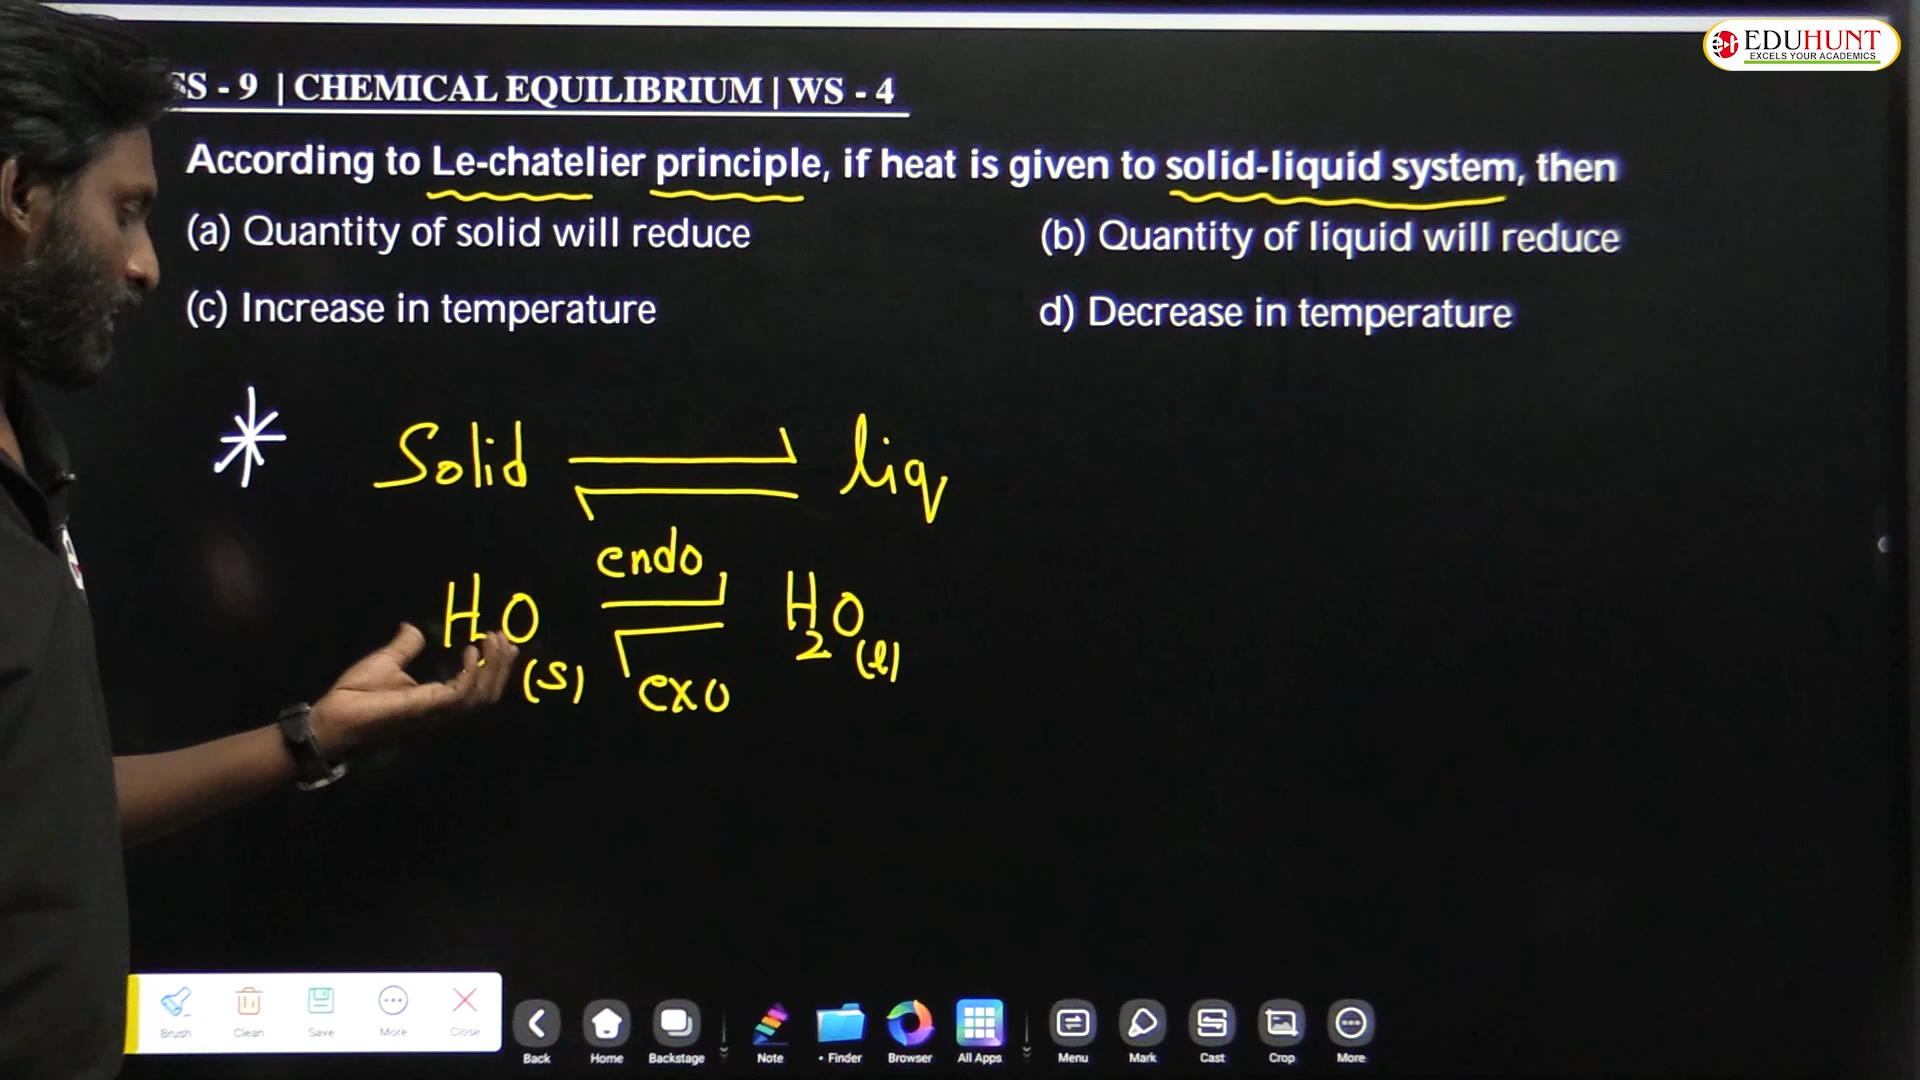 EDUHUNT
EXCELS YOUR ACADEMICS
SS - 9 | CHEMICAL EQUILIBRIUM | WS - 4
According to Le-chatelier principle, if heat is given to solid-liquid system, then
(a) Quantity of solid will reduce
(b) Quantity of liquid will reduce
(c) Increase in temperature
d) Decrease in temperature
* Solid ⇌ liq
endo
H2O (s) ⇌ H2O (l)
exo
Brush Clean Save More Close
Back Home Backstage Note • Finder Browser All Apps Menu Mark Cast Crop More